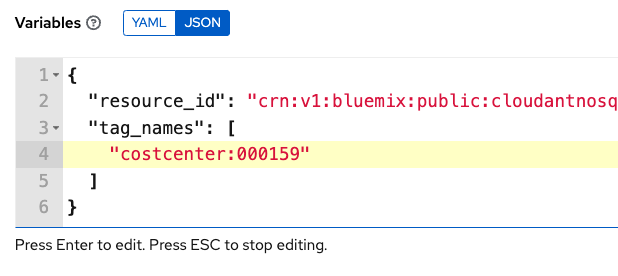 Variables YAML JSON
1 {
2 "resource_id": "crn:v1:bluemix:public:cloudantnosq
3 "tag_names": [
4 "costcenter:000159"
5 ]
6 }
Press Enter to edit. Press ESC to stop editing.